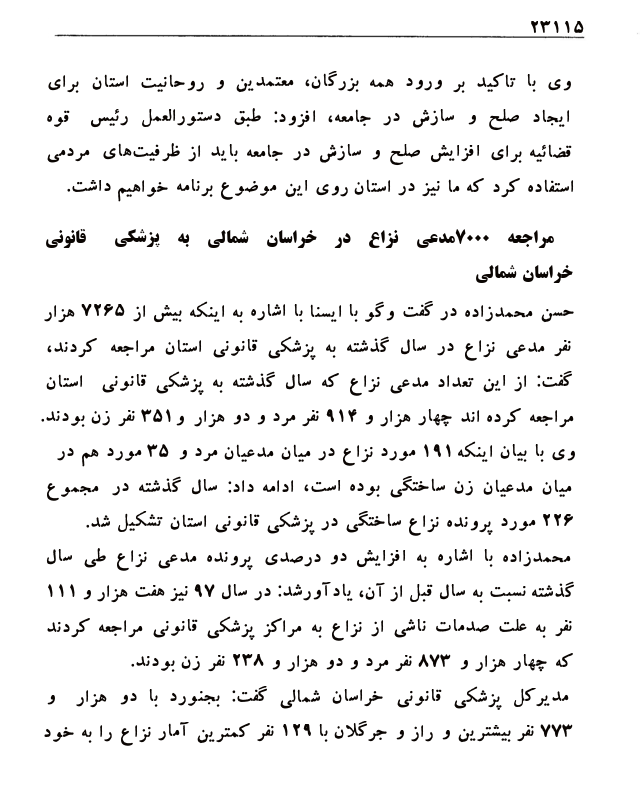 ۲۳۱۱۵
وی با تاکید بر ورود همه بزرگان، معتمدین و روحانیت استان برای
ایجاد صلح و سازش در جامعه، افزود: طبق دستورالعمل رئیس قوه
قضائیه برای افزایش صلح و سازش در جامعه باید از ظرفیت‌های مردمی
استفاده کرد که ما نیز در استان روی این موضوع برنامه خواهیم داشت.
مراجعه ۷۰۰۰مدعی نزاع در خراسان شمالی به پزشکی قانونی
خراسان شمالی
حسن محمدزاده در گفت وگو با ایسنا با اشاره به اینکه بیش از ۷۲۶۵ هزار
نفر مدعی نزاع در سال گذشته به پزشکی قانونی استان مراجعه کردند،
گفت: از این تعداد مدعی نزاع که سال گذشته به پزشکی قانونی استان
مراجعه کرده اند چهار هزار و ۹۱۴ نفر مرد و دو هزار و۳۵۱ نفر زن بودند.
وی با بیان اینکه ۱۹۱ مورد نزاع در میان مدعیان مرد و ۳۵ مورد هم در
میان مدعیان زن ساختگی بوده است، ادامه داد: سال گذشته در مجموع
۲۲۶ مورد پرونده نزاع ساختگی در پزشکی قانونی استان تشکیل شد.
محمدزاده با اشاره به افزایش دو درصدی پرونده مدعی نزاع طی سال
گذشته نسبت به سال قبل از آن، یادآورشد: در سال ۹۷ نیز هفت هزار و ۱۱۱
نفر به علت صدمات ناشی از نزاع به مراکز پزشکی قانونی مراجعه کردند
که چهار هزار و ۸۷۳ نفر مرد و دو هزار و ۲۳۸ نفر زن بودند.
مدیرکل پزشکی قانونی خراسان شمالی گفت: بجنورد با دو هزار و
۷۷۳ نفر بیشترین و راز و جرگلان با ۱۲۹ نفر کمترین آمار نزاع را به خود